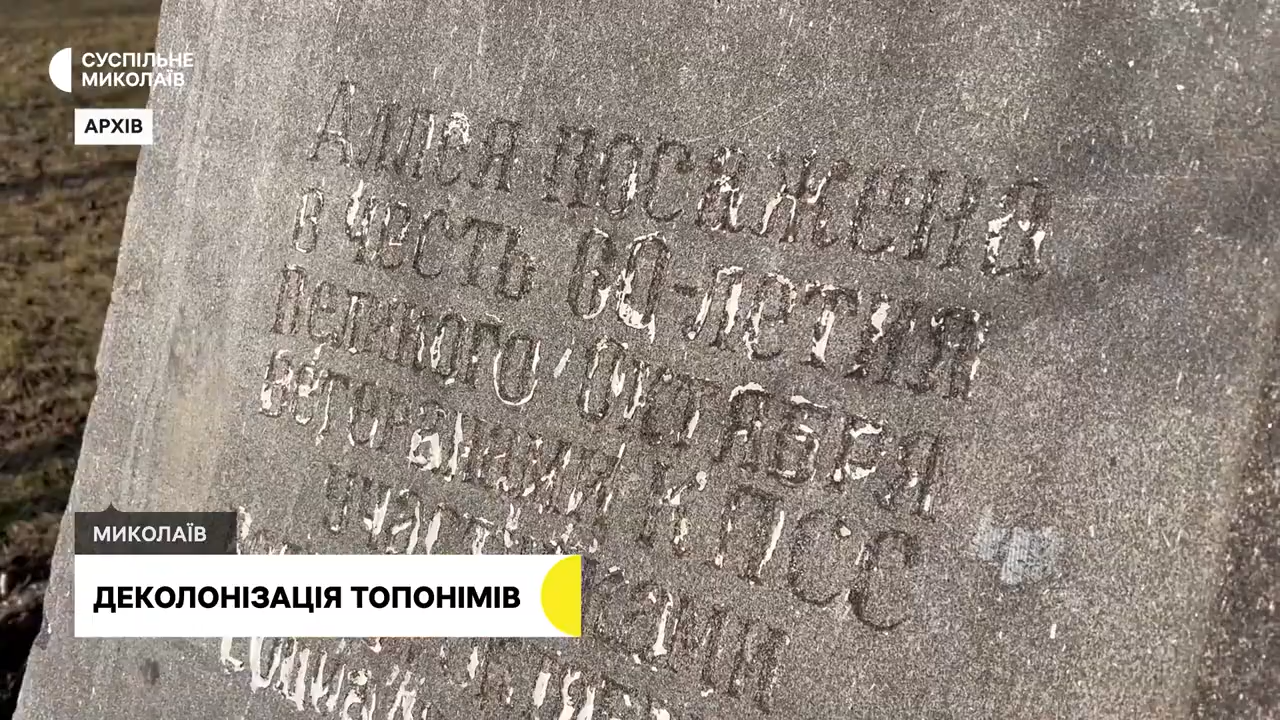 СУСПІЛЬНЕ
МИКОЛАЇВ
АРХІВ
Аллея посажена
в честь 60-летия
Великого Октября
ветеранами КПСС
МИКОЛАЇВ
ДЕКОЛОНІЗАЦІЯ ТОПОНІМІВ